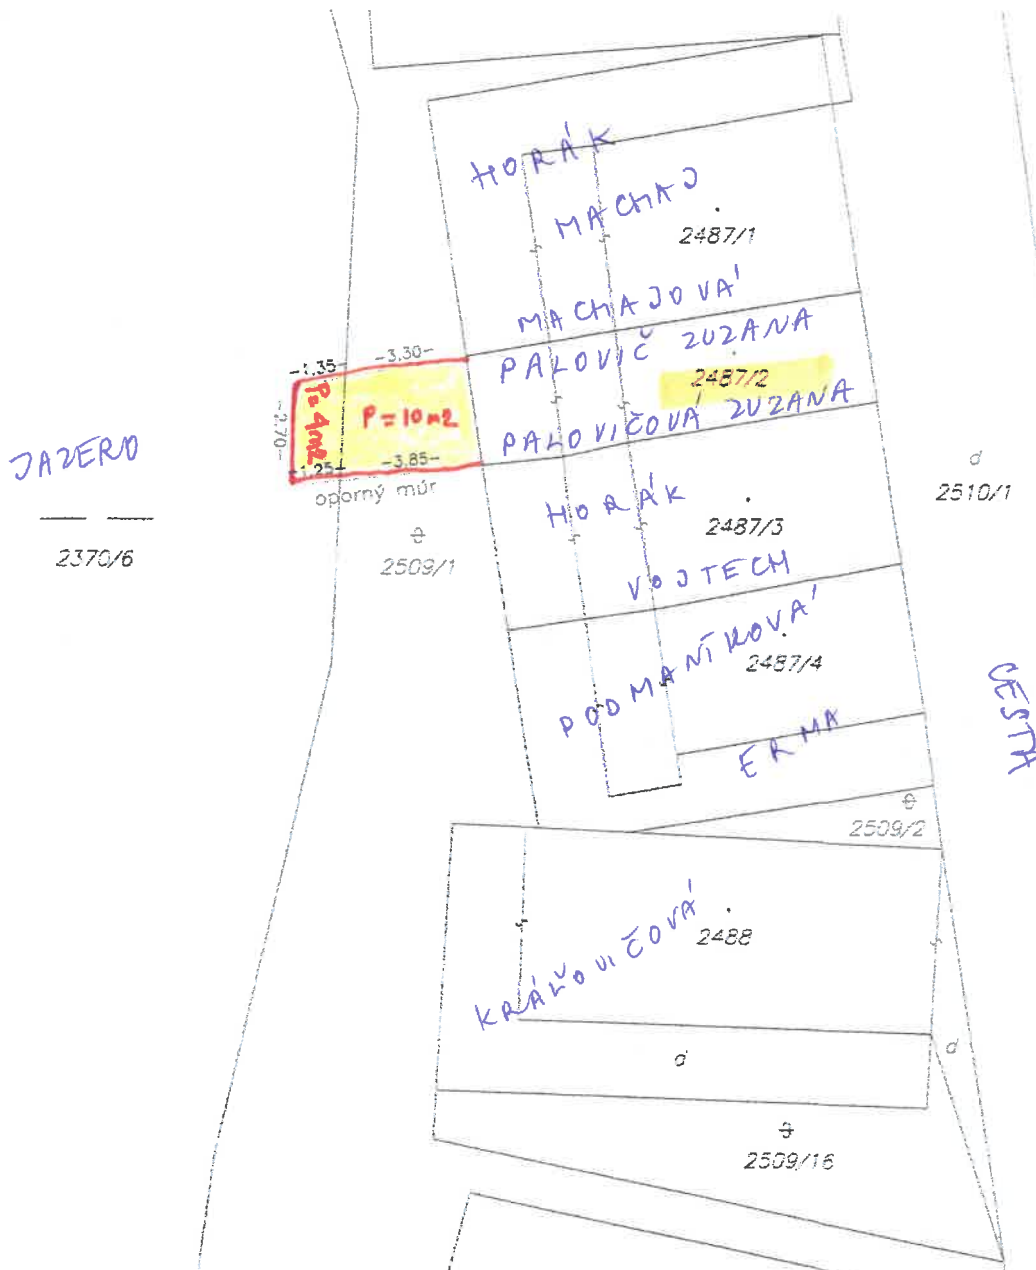 HORÁK
MACHAJ
2487/1
MACHAJOVÁ
PALOVIČ ZUZANA
2487/2
PALOVIČOVÁ ZUZANA
-1.35-
-3.30-
-2.70-
P=4m2
P=10m2
-1.25-
-3.85-
oporný múr
JAZERO
2370/6
2509/1
HORÁK
2487/3
VOJTECH
d
2510/1
PODMANÍKOVÁ
2487/4
ERMA
CESTA
2509/2
KRÁĽOVIČOVÁ
2488
d
d
2509/16